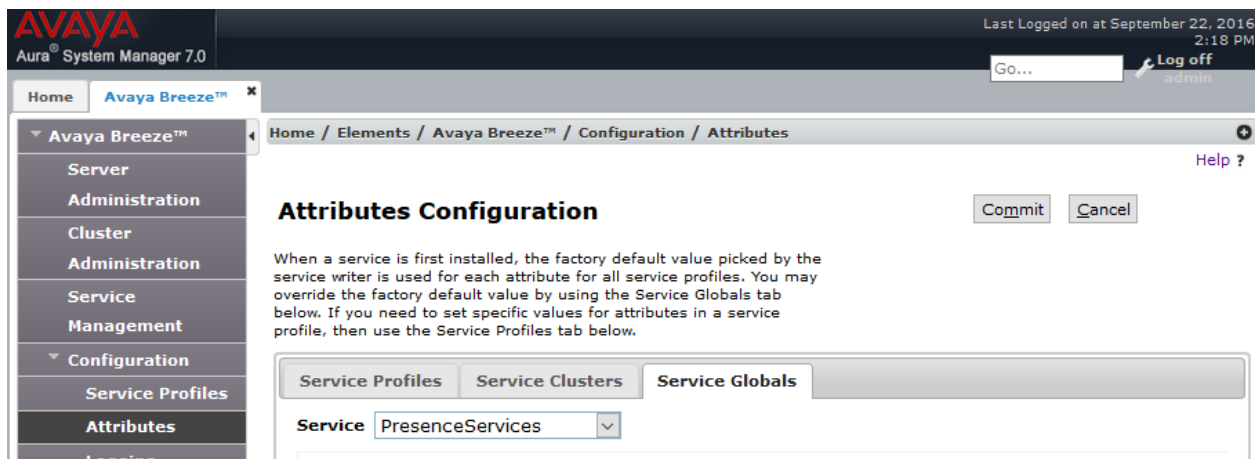 AVAYA
Aura® System Manager 7.0
Last Logged on at September 22, 2016
2:18 PM
Go...
Log off
admin
Home
Avaya Breeze™
Avaya Breeze™
Server
Administration
Cluster
Administration
Service
Management
Configuration
Service Profiles
Attributes
Home / Elements / Avaya Breeze™ / Configuration / Attributes
Help ?
Attributes Configuration
Commit
Cancel
When a service is first installed, the factory default value picked by the
service writer is used for each attribute for all service profiles. You may
override the factory default value by using the Service Globals tab
below. If you need to set specific values for attributes in a service
profile, then use the Service Profiles tab below.
Service Profiles
Service Clusters
Service Globals
Service
PresenceServices